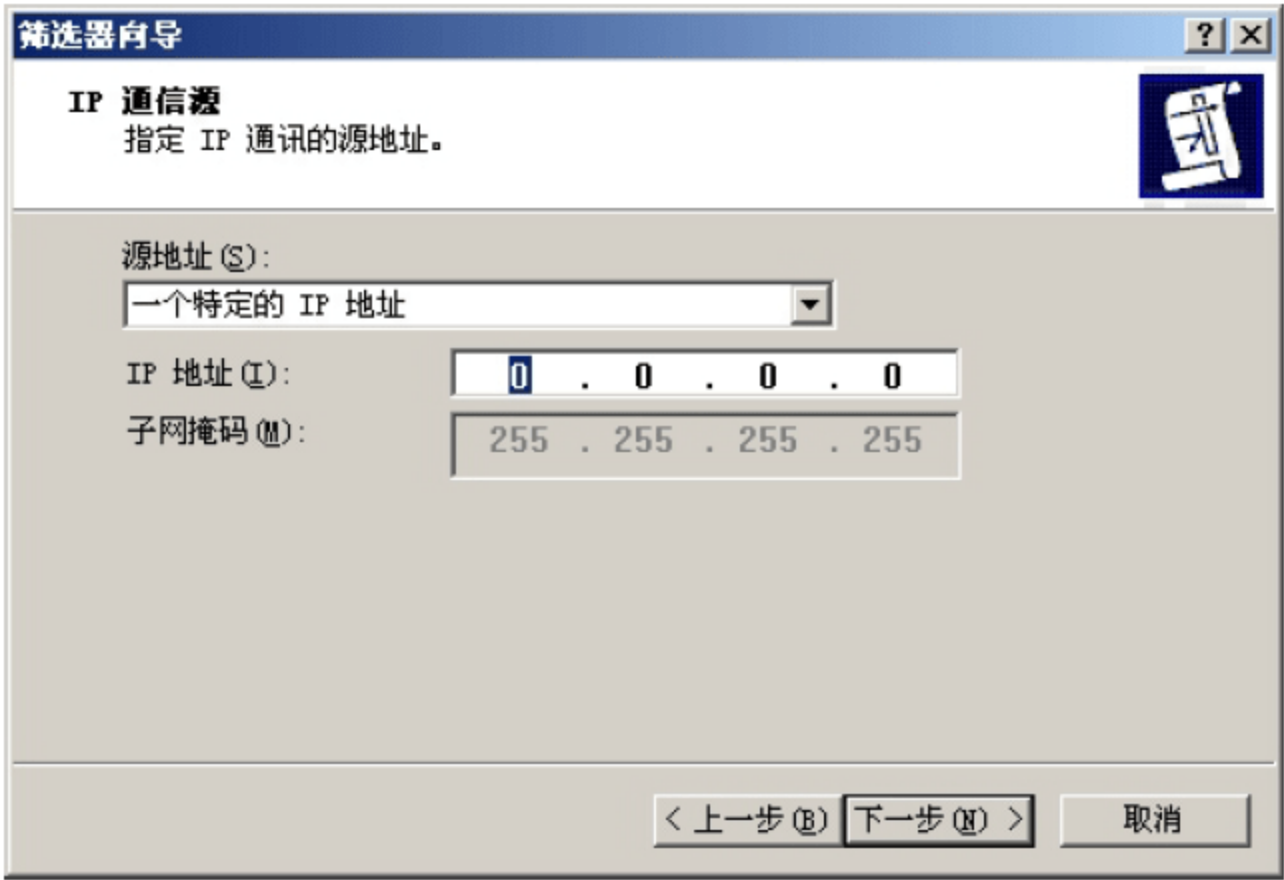 筛选器向导
IP 通信源
指定 IP 通讯的源地址。
源地址(S):
一个特定的 IP 地址
IP 地址(I): 0 . 0 . 0 . 0
子网掩码(M): 255 . 255 . 255 . 255
< 上一步(B) 下一步(N) > 取消